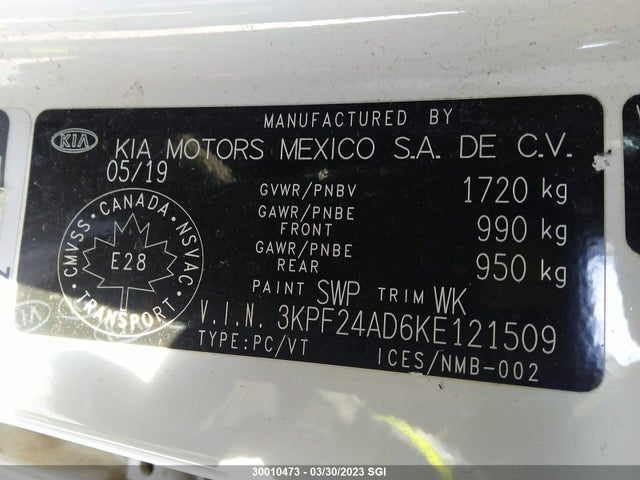 MANUFACTURED BY
KIA KIA MOTORS MEXICO S.A. DE C.V.
05/19
GVWR/PNBV 1720 kg
GAWR/PNBE FRONT 990 kg
GAWR/PNBE REAR 950 kg
CMVSS · CANADA · NSVAC
E28
TRANSPORT
PAINT SWP TRIM WK
V.I.N. 3KPF24AD6KE121509
TYPE:PC/VT ICES/NMB-002
30010473 - 03/30/2023 SGI